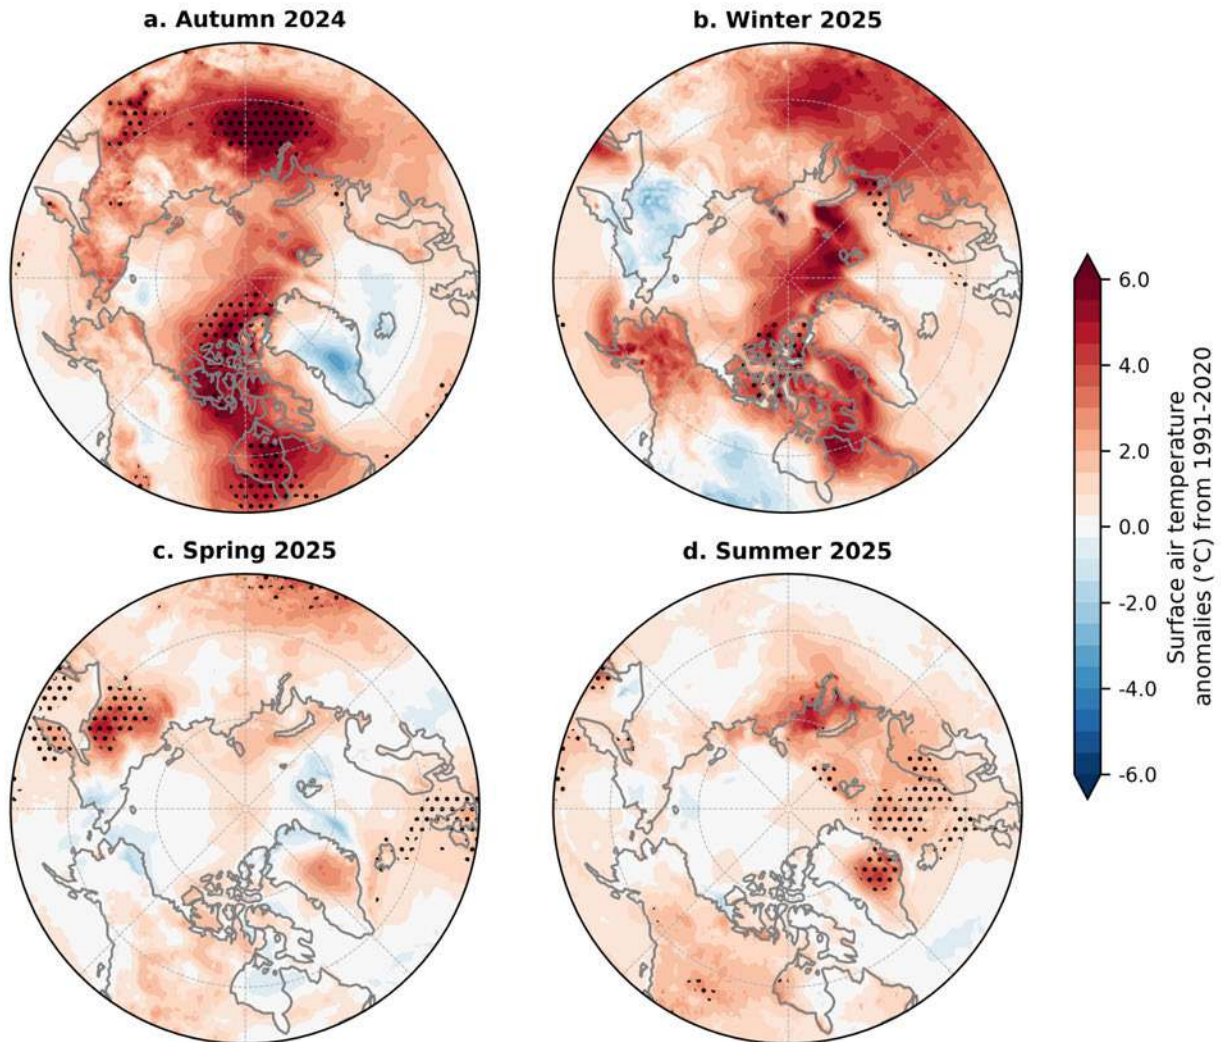 a. Autumn 2024
b. Winter 2025
c. Spring 2025
d. Summer 2025
6.0
4.0
2.0
0.0
-2.0
-4.0
-6.0
Surface air temperature
anomalies (°C) from 1991-2020